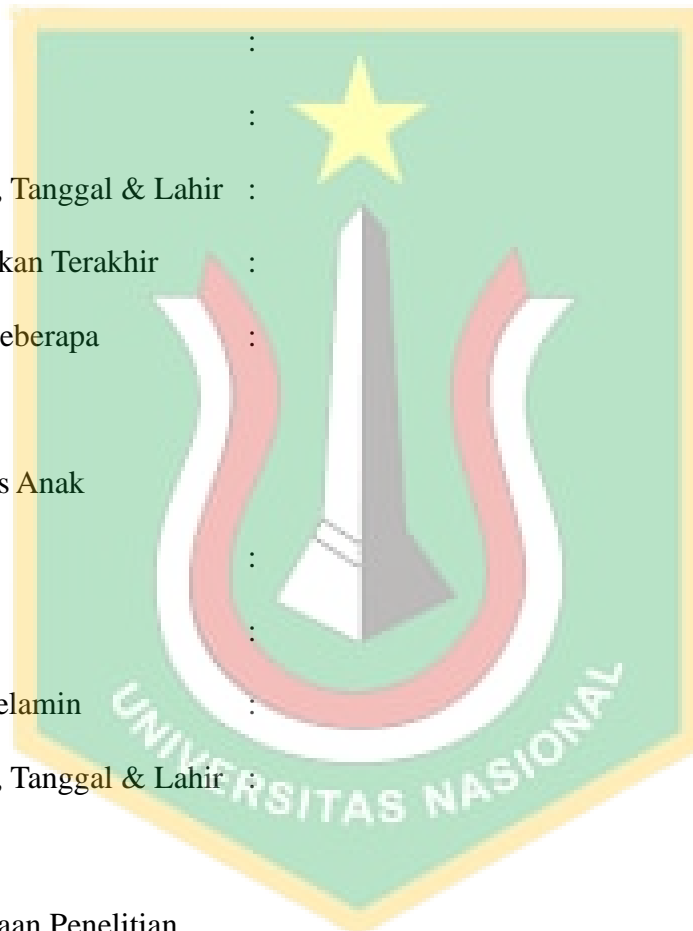 :
:
, Tanggal & Lahir :
kan Terakhir :
eberapa :
s Anak
:
:
elamin :
, Tanggal & Lahir :
aan Penelitian
UNIVERSITAS NASIONAL